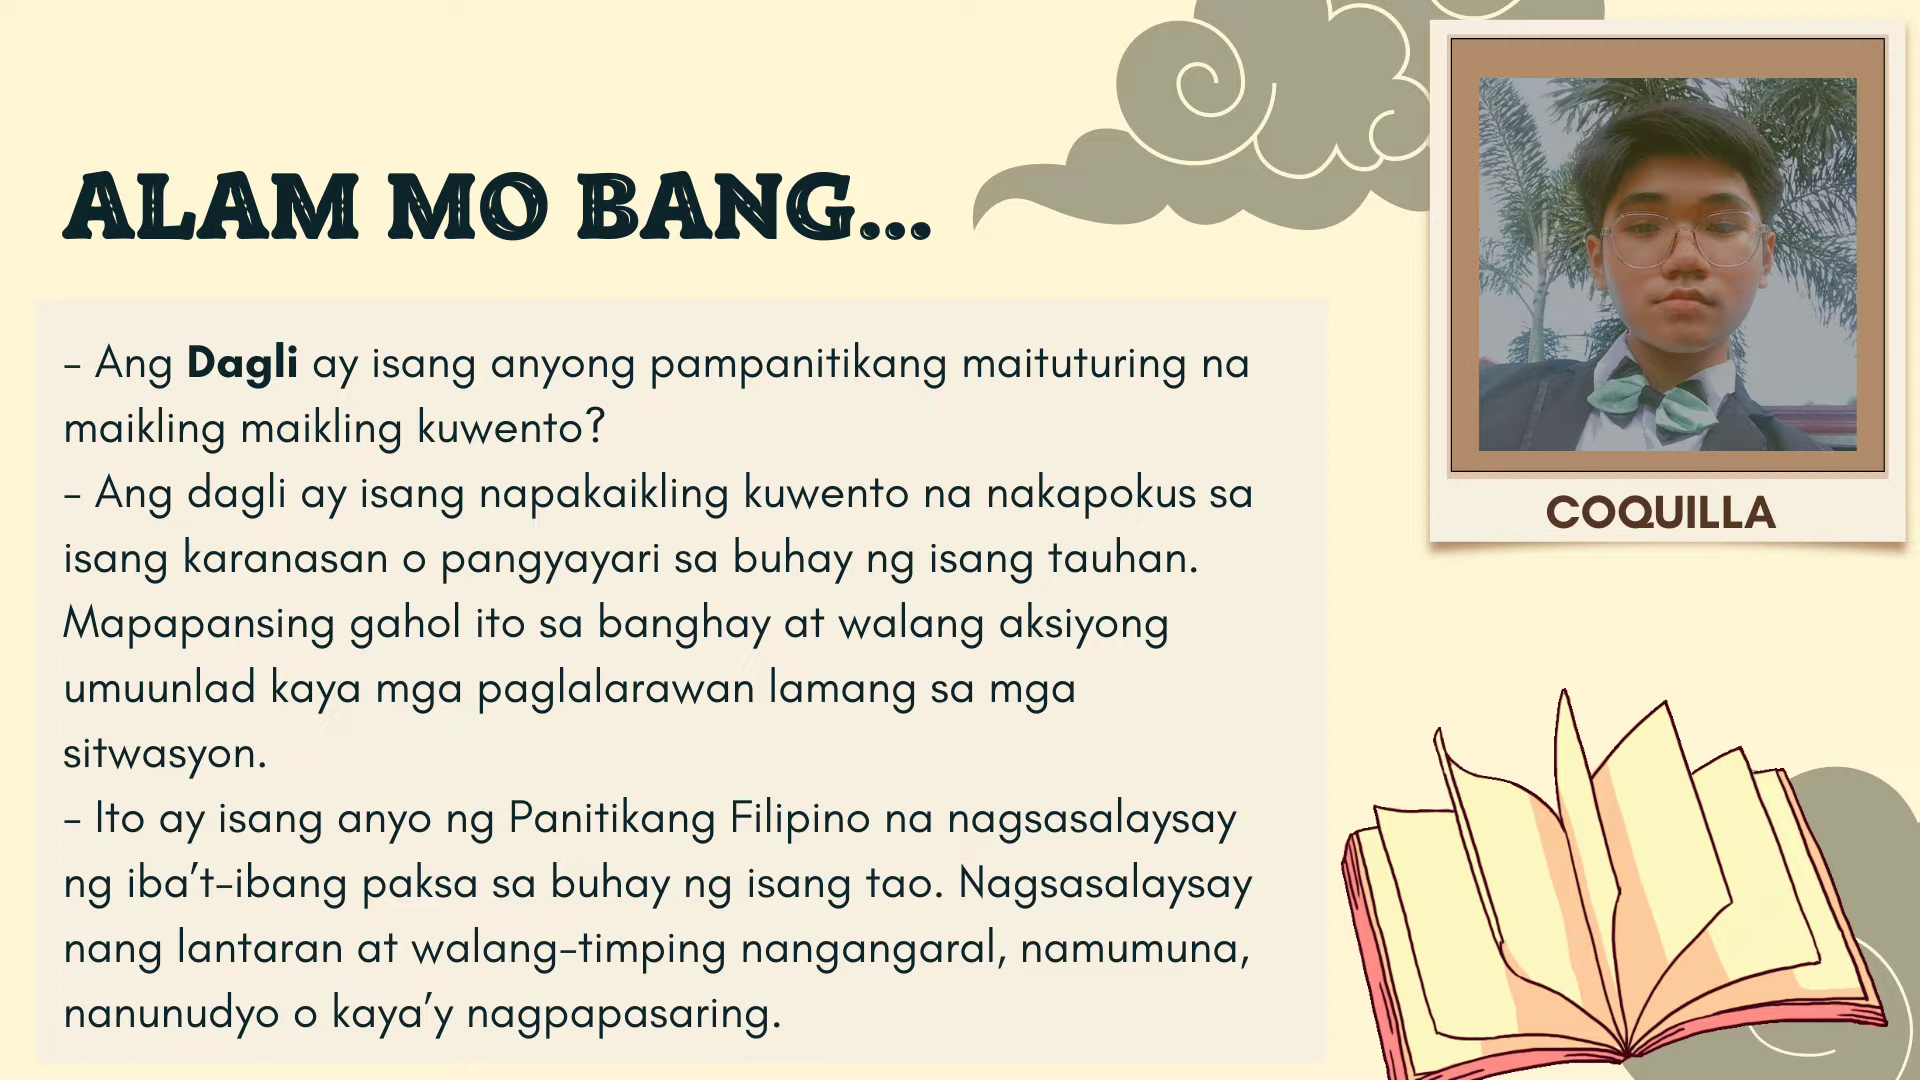 ALAM MO BANG...
- Ang Dagli ay isang anyong pampanitikang maituturing na
maikling maikling kuwento?
- Ang dagli ay isang napakaikling kuwento na nakapokus sa
isang karanasan o pangyayari sa buhay ng isang tauhan.
Mapapansing gahol ito sa banghay at walang aksiyong
umuunlad kaya mga paglalarawan lamang sa mga
sitwasyon.
- Ito ay isang anyo ng Panitikang Filipino na nagsasalaysay
ng iba't-ibang paksa sa buhay ng isang tao. Nagsasalaysay
nang lantaran at walang-timping nangangaral, namumuna,
nanunudyo o kaya'y nagpapasaring.
COQUILLA